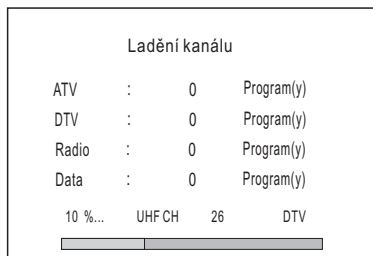 Ladění kanálu
ATV : 0 Program(y)
DTV : 0 Program(y)
Radio : 0 Program(y)
Data : 0 Program(y)
10 %... UHF CH 26 DTV